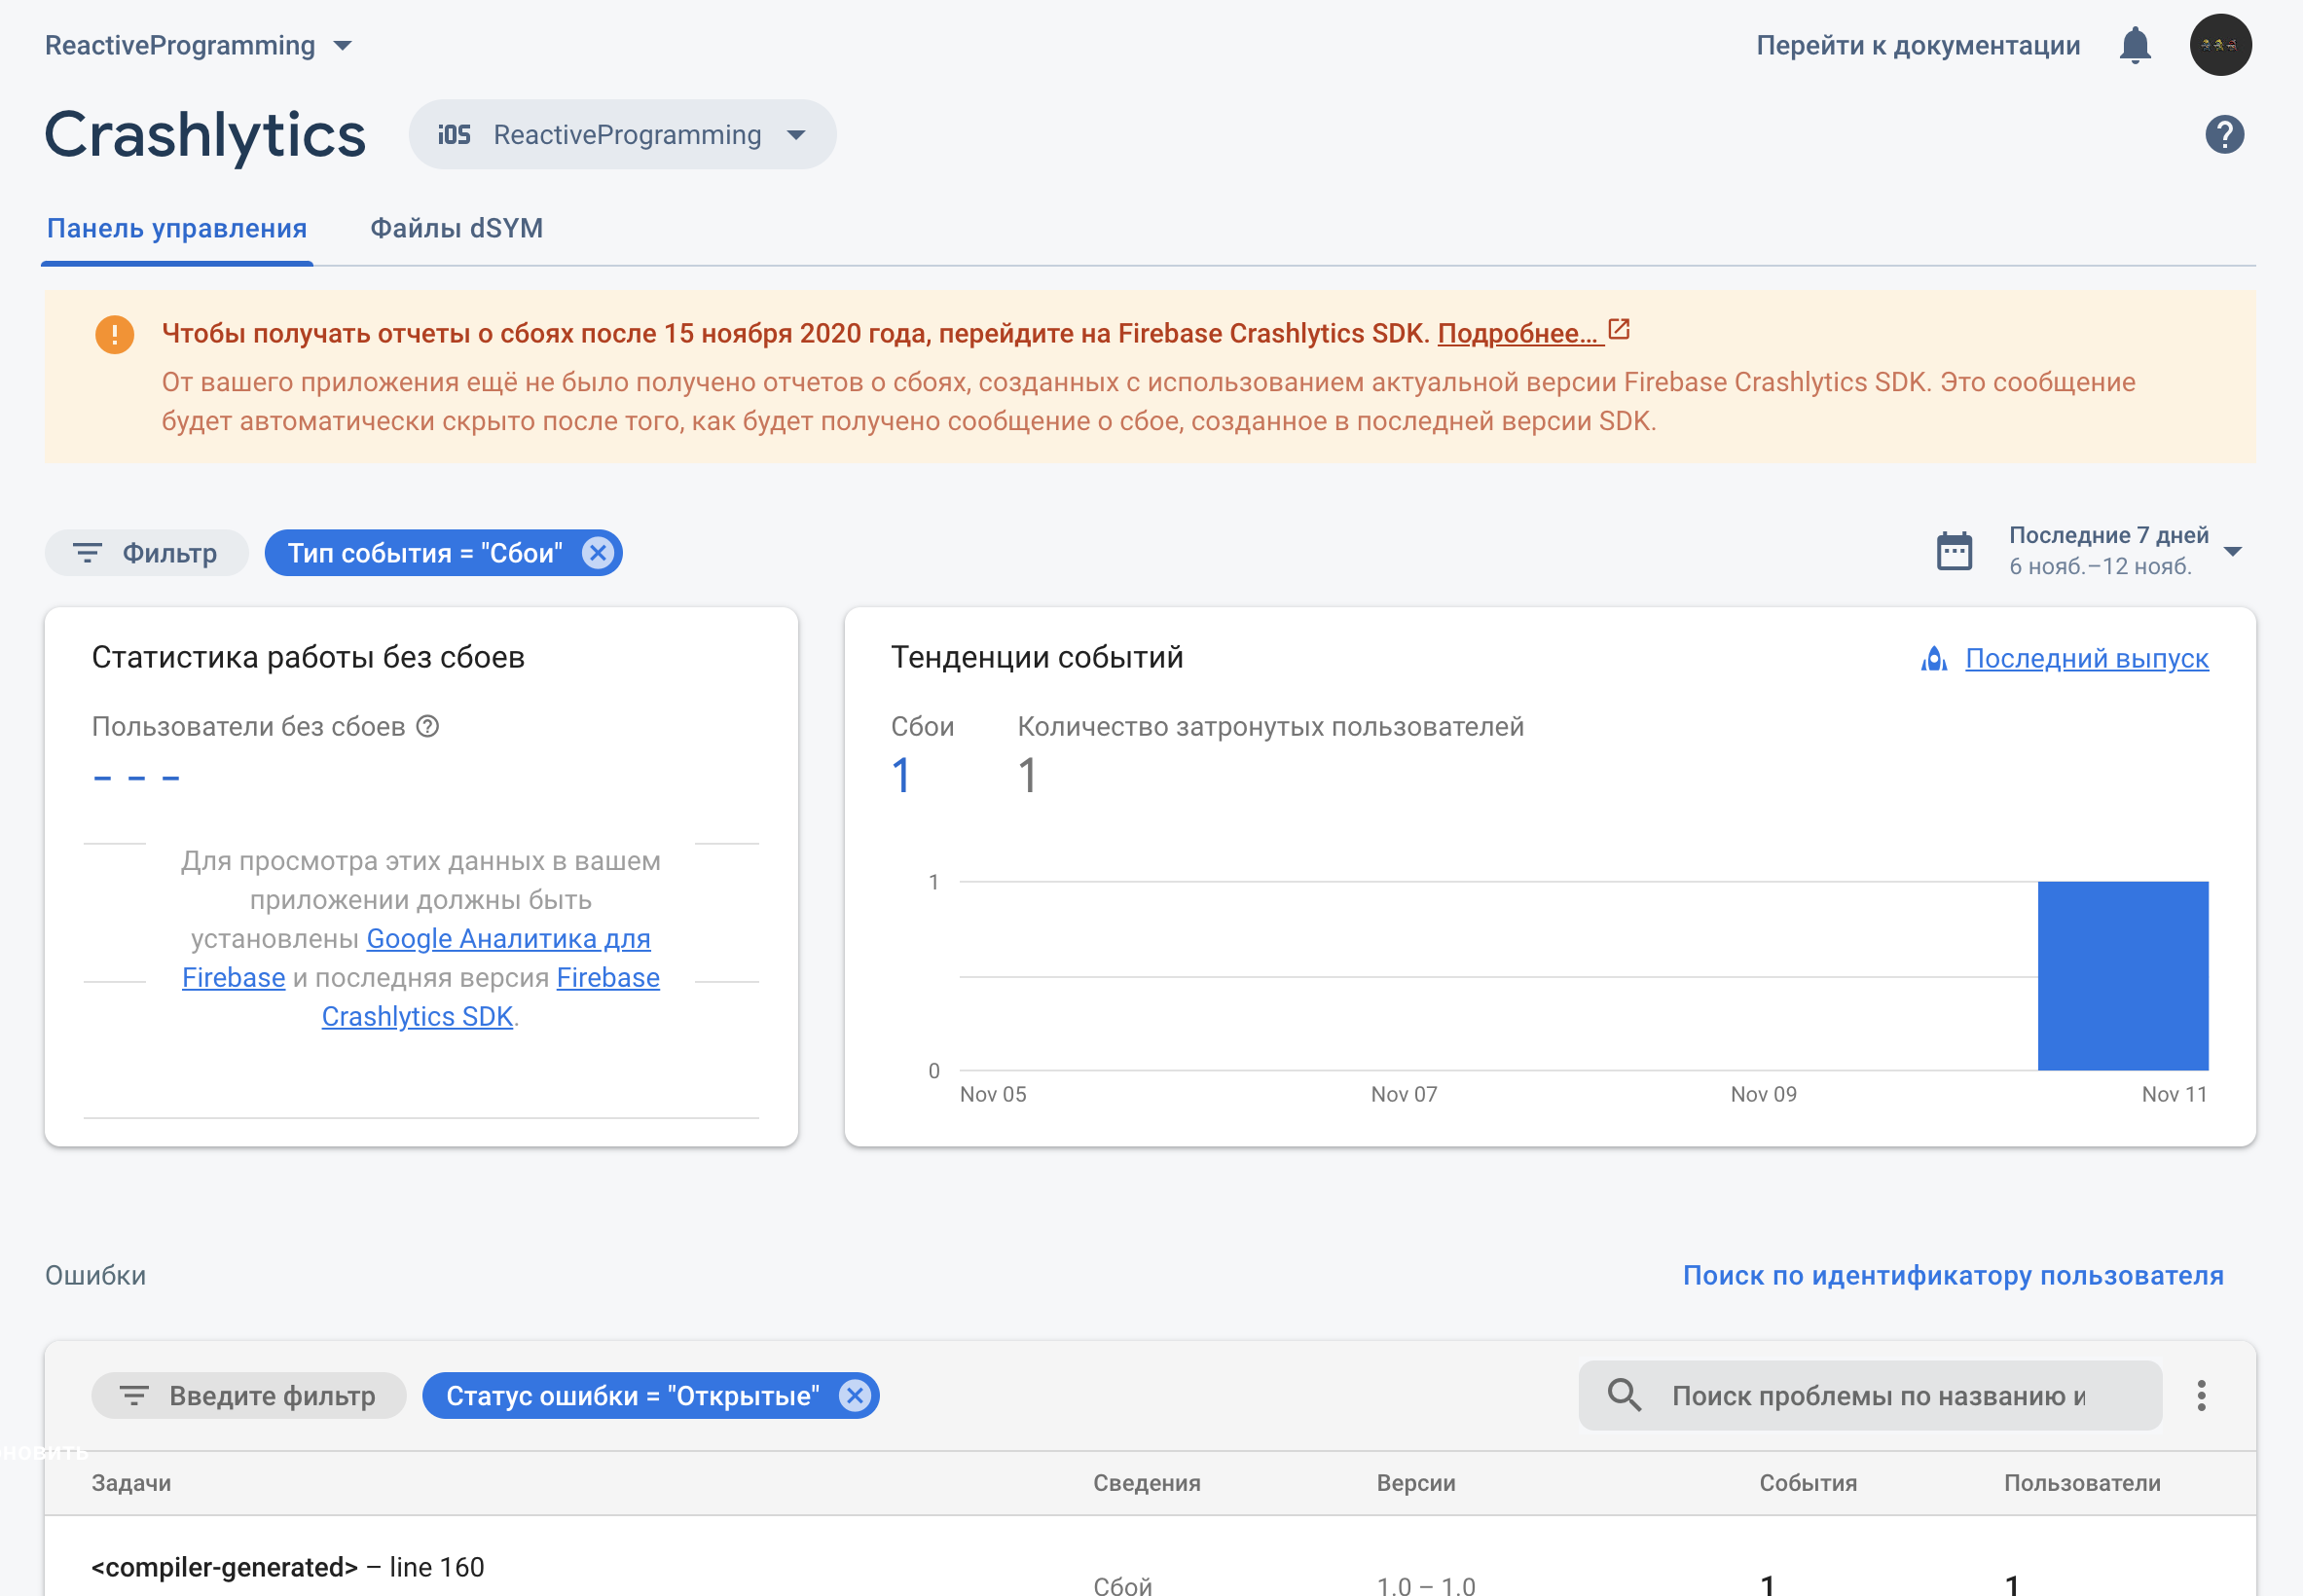 ReactiveProgramming
Перейти к документации
Crashlytics
iOS ReactiveProgramming
Панель управления
Файлы dSYM
Чтобы получать отчеты о сбоях после 15 ноября 2020 года, перейдите на Firebase Crashlytics SDK. Подробнее...
От вашего приложения ещё не было получено отчетов о сбоях, созданных с использованием актуальной версии Firebase Crashlytics SDK. Это сообщение
будет автоматически скрыто после того, как будет получено сообщение о сбое, созданное в последней версии SDK.
Фильтр
Тип события = "Сбои"
Последние 7 дней
6 нояб.–12 нояб.
Статистика работы без сбоев
Пользователи без сбоев
– – –
Для просмотра этих данных в вашем
приложении должны быть
установлены Google Аналитика для
Firebase и последняя версия Firebase
Crashlytics SDK.
Тенденции событий
Последний выпуск
Сбои
Количество затронутых пользователей
1
1
1
0
Nov 05
Nov 07
Nov 09
Nov 11
Ошибки
Поиск по идентификатору пользователя
Введите фильтр
Статус ошибки = "Открытые"
Поиск проблемы по названию и
новить
Задачи
Сведения
Версии
События
Пользователи
<compiler-generated> – line 160
Сбой
1.0 – 1.0
1
1